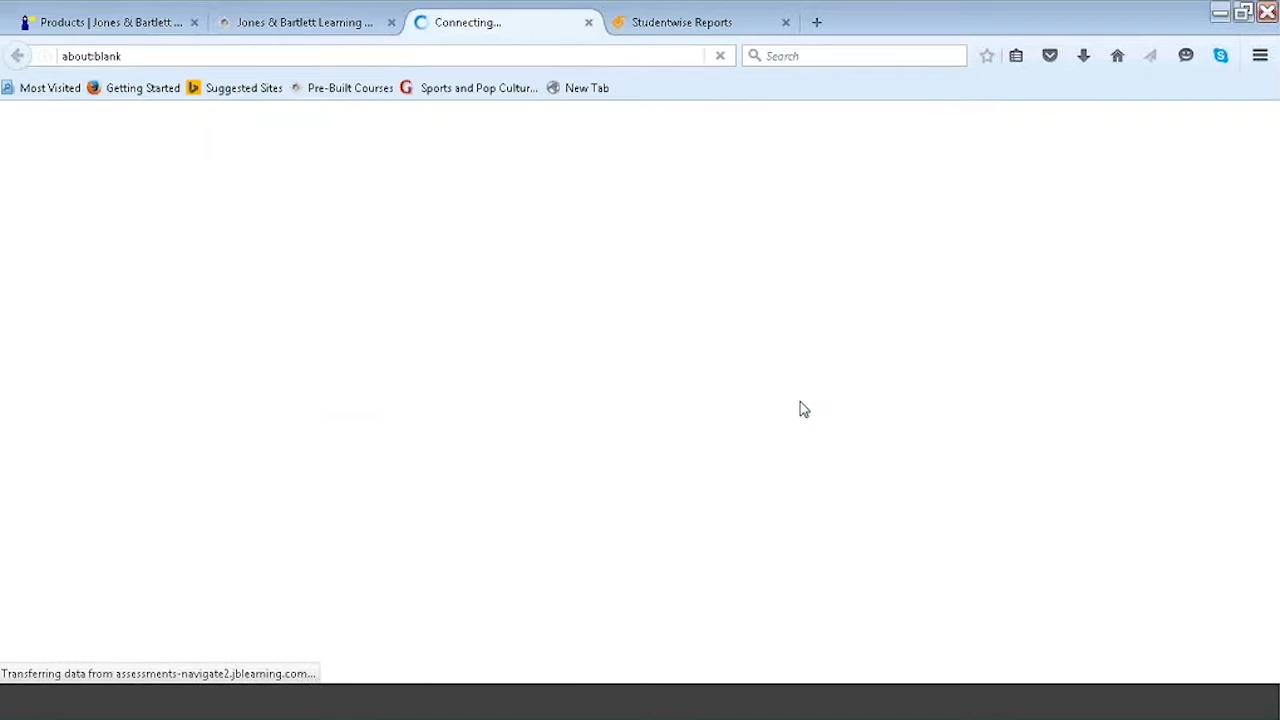 Products | Jones & Bartlett ...
Jones & Bartlett Learning ...
Connecting...
Studentwise Reports
about:blank
Search
Most Visited
Getting Started
Suggested Sites
Pre-Built Courses
Sports and Pop Cultur...
New Tab
Transferring data from assessments-navigate2.jblearning.com...